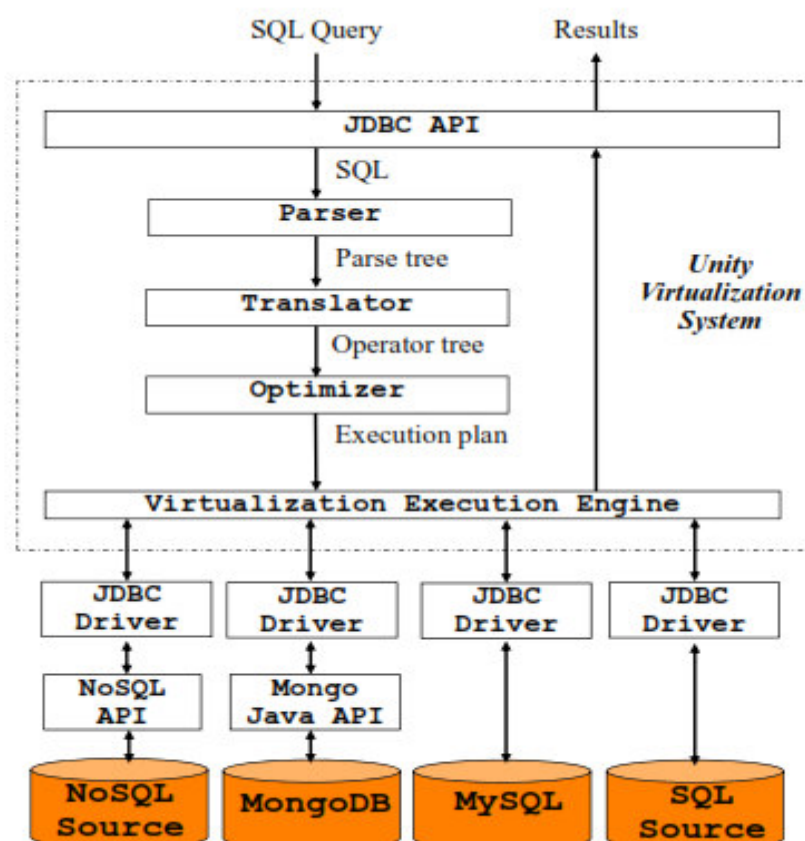 SQL Query
Results
JDBC API
SQL
Parser
Parse tree
Unity
Virtualization
System
Translator
Operator tree
Optimizer
Execution plan
Virtualization Execution Engine
JDBC
Driver
JDBC
Driver
JDBC
Driver
JDBC
Driver
NoSQL
API
Mongo
Java API
NoSQL
Source
MongoDB
MySQL
SQL
Source